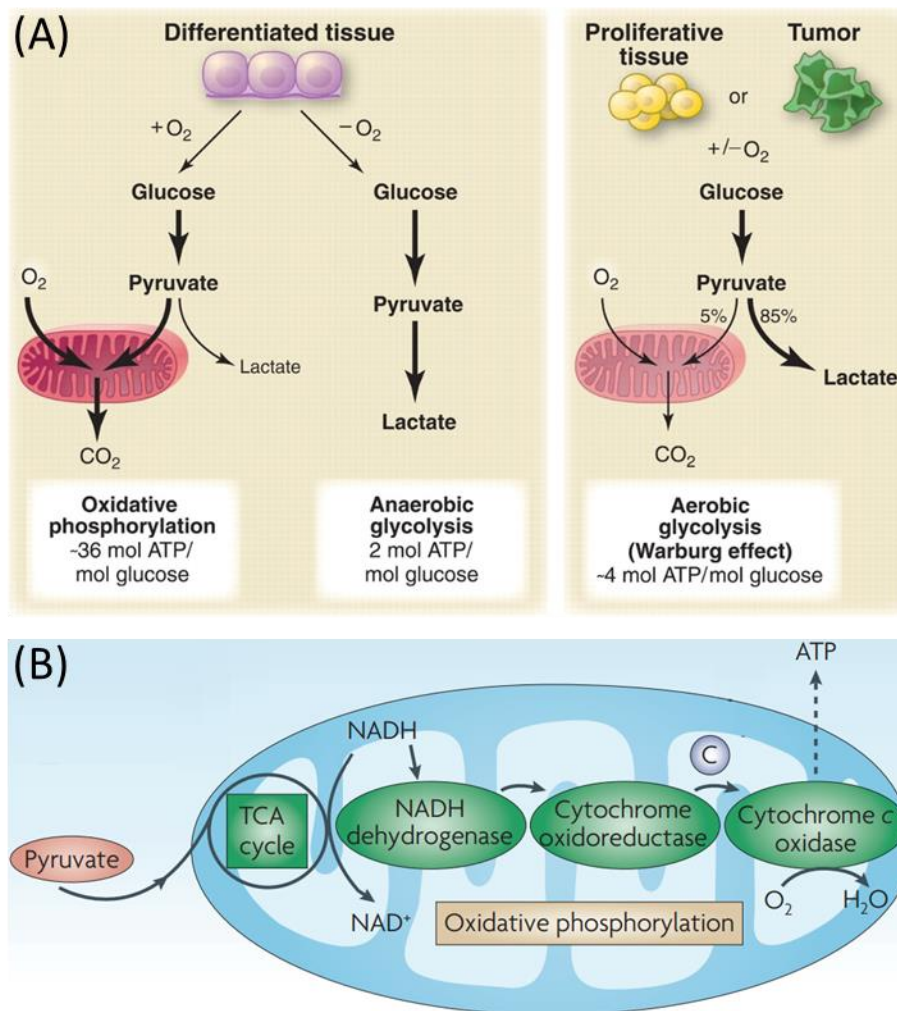 (A)
Differentiated tissue
+O₂
−O₂
Glucose
Glucose
O₂
Pyruvate
Pyruvate
Lactate
Lactate
CO₂
Oxidative
phosphorylation
~36 mol ATP/
mol glucose
Anaerobic
glycolysis
2 mol ATP/
mol glucose
Proliferative
tissue
or
Tumor
+/−O₂
Glucose
O₂
Pyruvate
5%
85%
Lactate
CO₂
Aerobic
glycolysis
(Warburg effect)
~4 mol ATP/mol glucose
(B)
ATP
NADH
C
Pyruvate
TCA
cycle
NADH
dehydrogenase
Cytochrome
oxidoreductase
Cytochrome c
oxidase
O₂
H₂O
NAD⁺
Oxidative phosphorylation